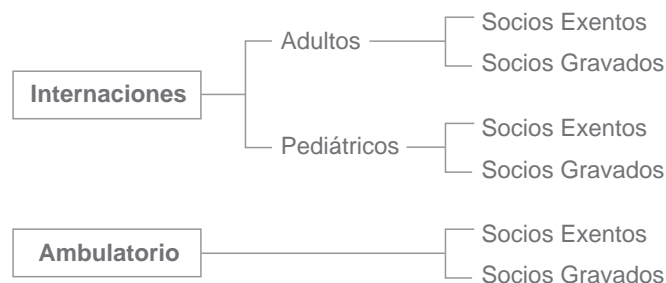 Socios Exentos
Adultos
Socios Gravados
Internaciones
Socios Exentos
Pediátricos
Socios Gravados
Socios Exentos
Ambulatorio
Socios Gravados